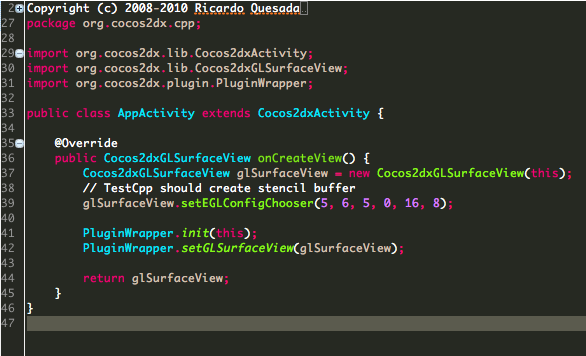 2 Copyright (c) 2008-2010 Ricardo Quesada
27 package org.cocos2dx.cpp;
28
29 import org.cocos2dx.lib.Cocos2dxActivity;
30 import org.cocos2dx.lib.Cocos2dxGLSurfaceView;
31 import org.cocos2dx.plugin.PluginWrapper;
32
33 public class AppActivity extends Cocos2dxActivity {
34
35 @Override
36 public Cocos2dxGLSurfaceView onCreateView() {
37 Cocos2dxGLSurfaceView glSurfaceView = new Cocos2dxGLSurfaceView(this);
38 // TestCpp should create stencil buffer
39 glSurfaceView.setEGLConfigChooser(5, 6, 5, 0, 16, 8);
40
41 PluginWrapper.init(this);
42 PluginWrapper.setGLSurfaceView(glSurfaceView);
43
44 return glSurfaceView;
45 }
46 }
47